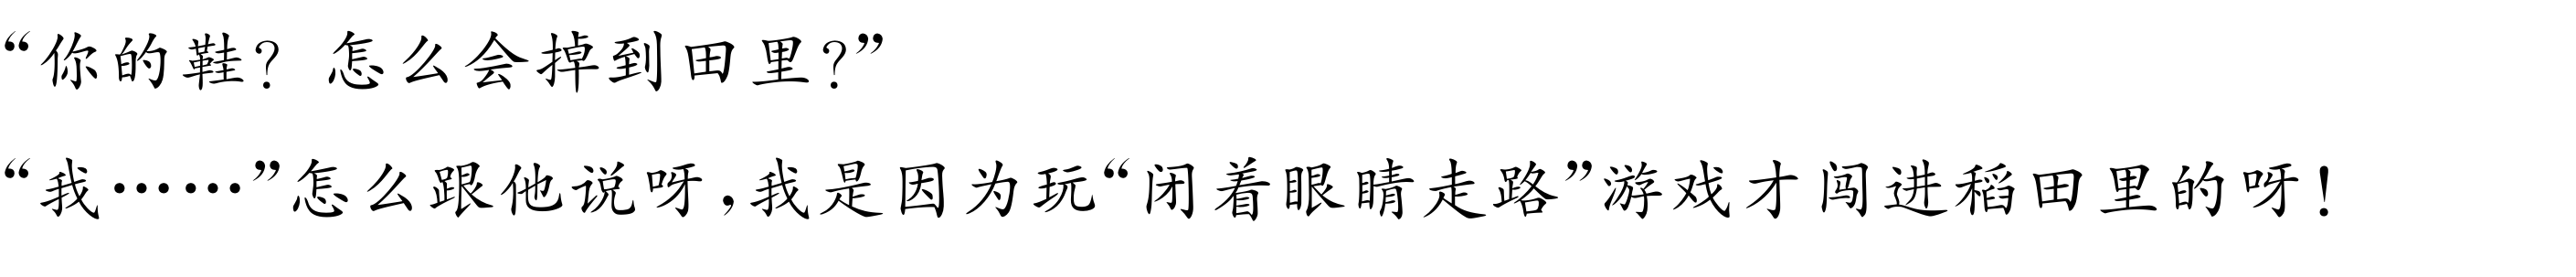 “你的鞋？怎么会掉到田里？”
“我……”怎么跟他说呀，我是因为玩“闭着眼睛走路”游戏才闯进稻田里的呀！